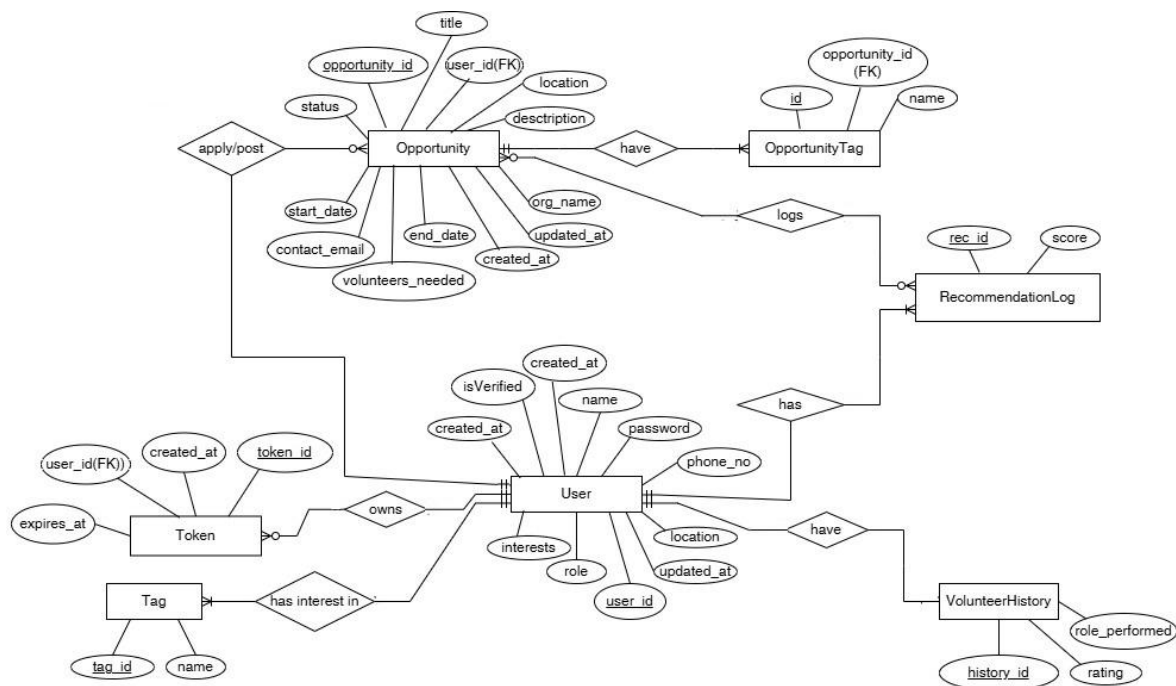 title
opportunity_id
user_id(FK)
location
status
desctription
opportunity_id
(FK)
id
name
apply/post
Opportunity
have
OpportunityTag
start_date
org_name
contact_email
end_date
updated_at
created_at
volunteers_needed
logs
rec_id
score
RecommendationLog
created_at
isVerified
name
created_at
password
has
phone_no
user_id(FK))
created_at
token_id
User
expires_at
owns
Token
interests
location
have
role
updated_at
Tag
has interest in
user_id
VolunteerHistory
role_performed
tag_id
name
history_id
rating